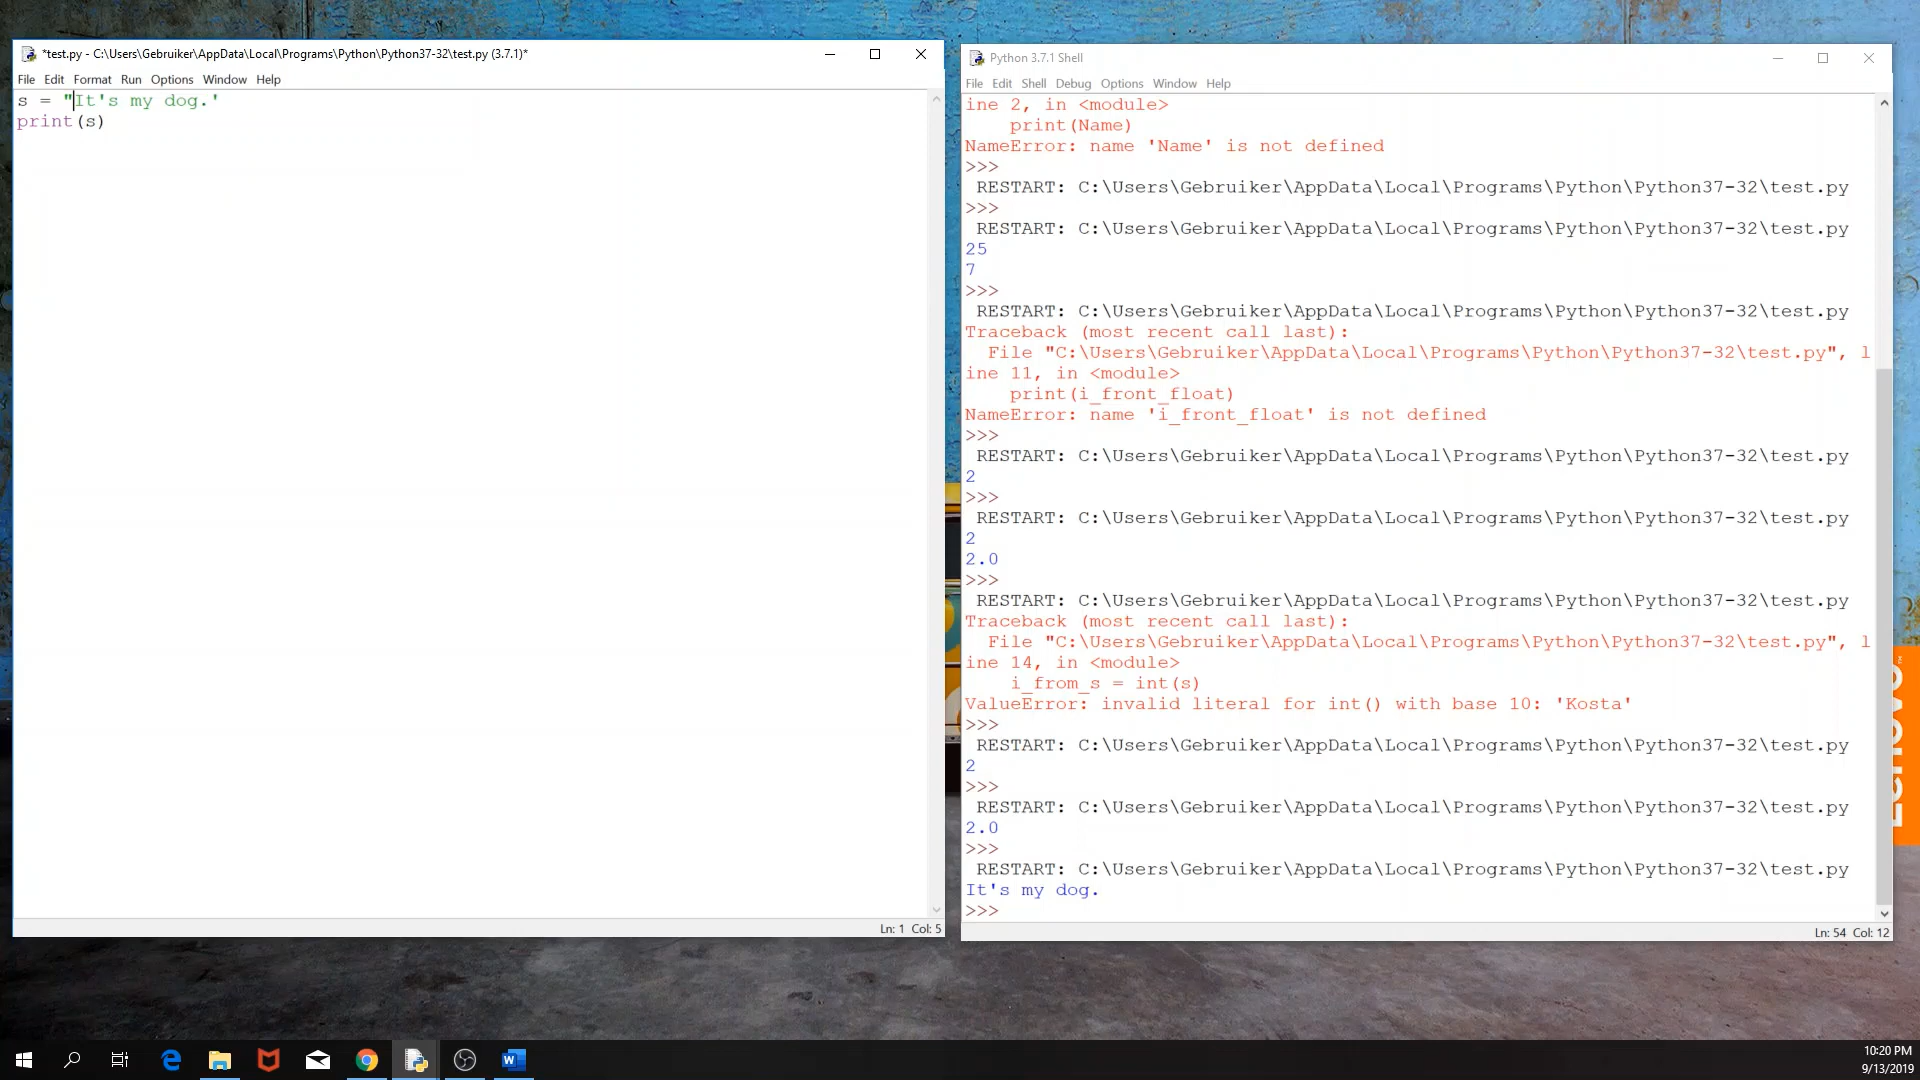 *test.py - C:\Users\Gebruiker\AppData\Local\Programs\Python\Python37-32\test.py (3.7.1)*
File Edit Format Run Options Window Help
s = "It's my dog.'
print(s)
Ln: 1 Col: 5
Python 3.7.1 Shell
File Edit Shell Debug Options Window Help
ine 2, in <module>
    print(Name)
NameError: name 'Name' is not defined
>>>
 RESTART: C:\Users\Gebruiker\AppData\Local\Programs\Python\Python37-32\test.py
>>>
 RESTART: C:\Users\Gebruiker\AppData\Local\Programs\Python\Python37-32\test.py
25
7
>>>
 RESTART: C:\Users\Gebruiker\AppData\Local\Programs\Python\Python37-32\test.py
Traceback (most recent call last):
  File "C:\Users\Gebruiker\AppData\Local\Programs\Python\Python37-32\test.py", l
ine 11, in <module>
    print(i_front_float)
NameError: name 'i_front_float' is not defined
>>>
 RESTART: C:\Users\Gebruiker\AppData\Local\Programs\Python\Python37-32\test.py
2
>>>
 RESTART: C:\Users\Gebruiker\AppData\Local\Programs\Python\Python37-32\test.py
2
2.0
>>>
 RESTART: C:\Users\Gebruiker\AppData\Local\Programs\Python\Python37-32\test.py
Traceback (most recent call last):
  File "C:\Users\Gebruiker\AppData\Local\Programs\Python\Python37-32\test.py", l
ine 14, in <module>
    i_from_s = int(s)
ValueError: invalid literal for int() with base 10: 'Kosta'
>>>
 RESTART: C:\Users\Gebruiker\AppData\Local\Programs\Python\Python37-32\test.py
2
>>>
 RESTART: C:\Users\Gebruiker\AppData\Local\Programs\Python\Python37-32\test.py
2.0
>>>
 RESTART: C:\Users\Gebruiker\AppData\Local\Programs\Python\Python37-32\test.py
It's my dog.
>>>
Ln: 54 Col: 12
Lenovo
10:20 PM
9/13/2019